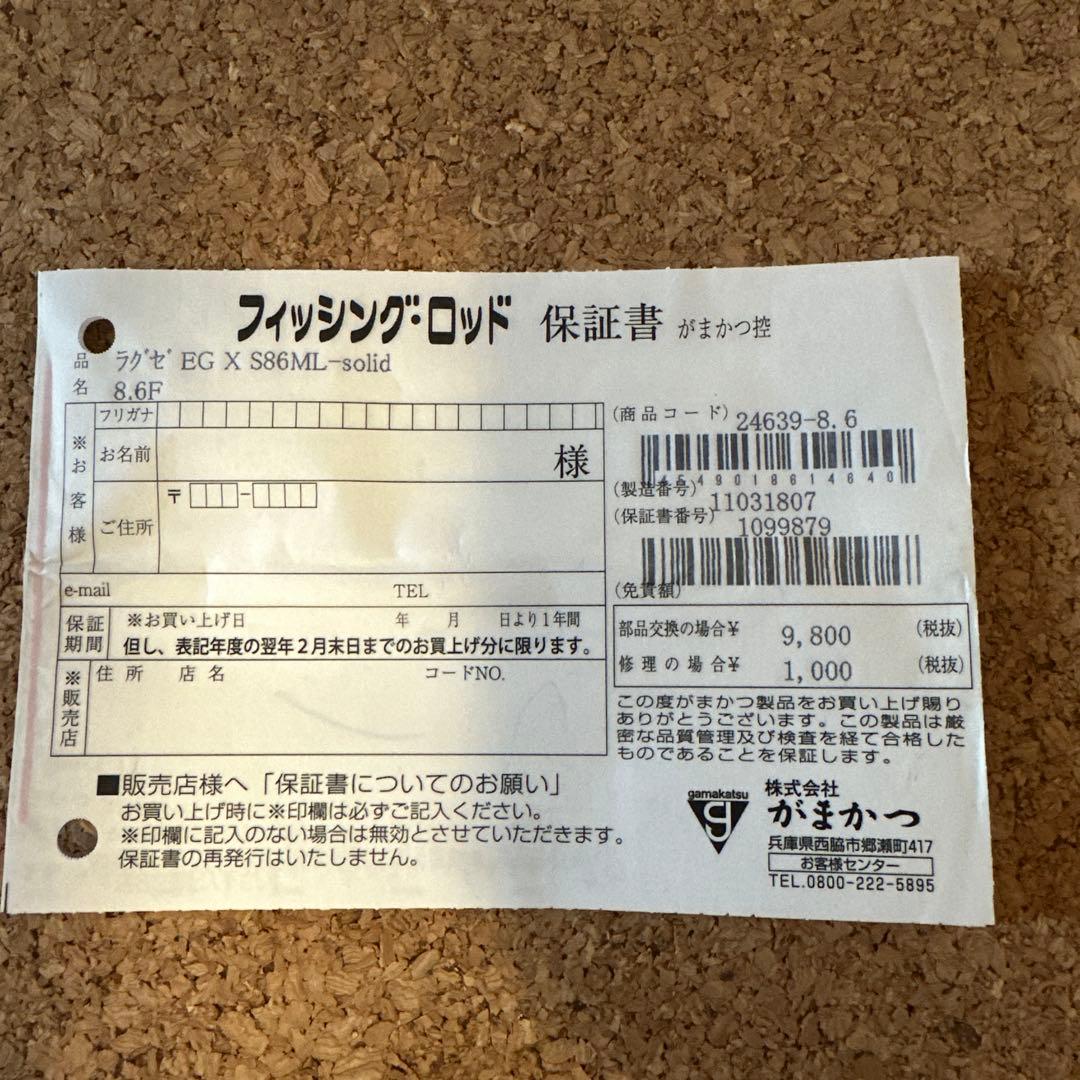 フィッシング・ロッド 保証書 がまかつ控
品名 ラグゼ EG X S86ML-solid
8.6F
フリガナ
※お客様
お名前 様
〒 -
ご住所
e-mail TEL
保証期間 ※お買い上げ日 年 月 日より1年間
但し、表記年度の翌年2月末日までのお買上げ分に限ります。
※販売店
住所 店名 コードNO.
(商品コード) 24639-8.6
4549018614640
(製造番号) 11031807
(保証書番号) 1099879
(免責額)
部品交換の場合¥ 9,800 (税抜)
修理の場合¥ 1,000 (税抜)
この度がまかつ製品をお買い上げ賜り
ありがとうございます。この製品は厳
密な品質管理及び検査を経て合格した
ものであることを保証します。
■販売店様へ「保証書についてのお願い」
お買い上げ時に※印欄は必ずご記入ください。
※印欄に記入のない場合は無効とさせていただきます。
保証書の再発行はいたしません。
gamakatsu
g
株式会社
がまかつ
兵庫県西脇市郷瀬町417
お客様センター
TEL.0800-222-5895